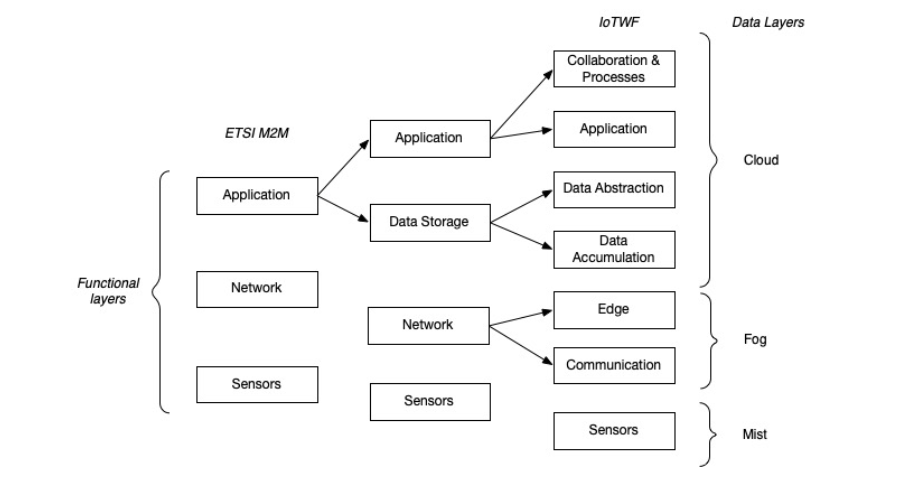 IoTWF
Data Layers
Collaboration &
Processes
ETSI M2M
Application
Application
Cloud
Application
Data Abstraction
Data Storage
Data
Accumulation
Functional
layers
Network
Edge
Network
Fog
Communication
Sensors
Sensors
Sensors
Mist